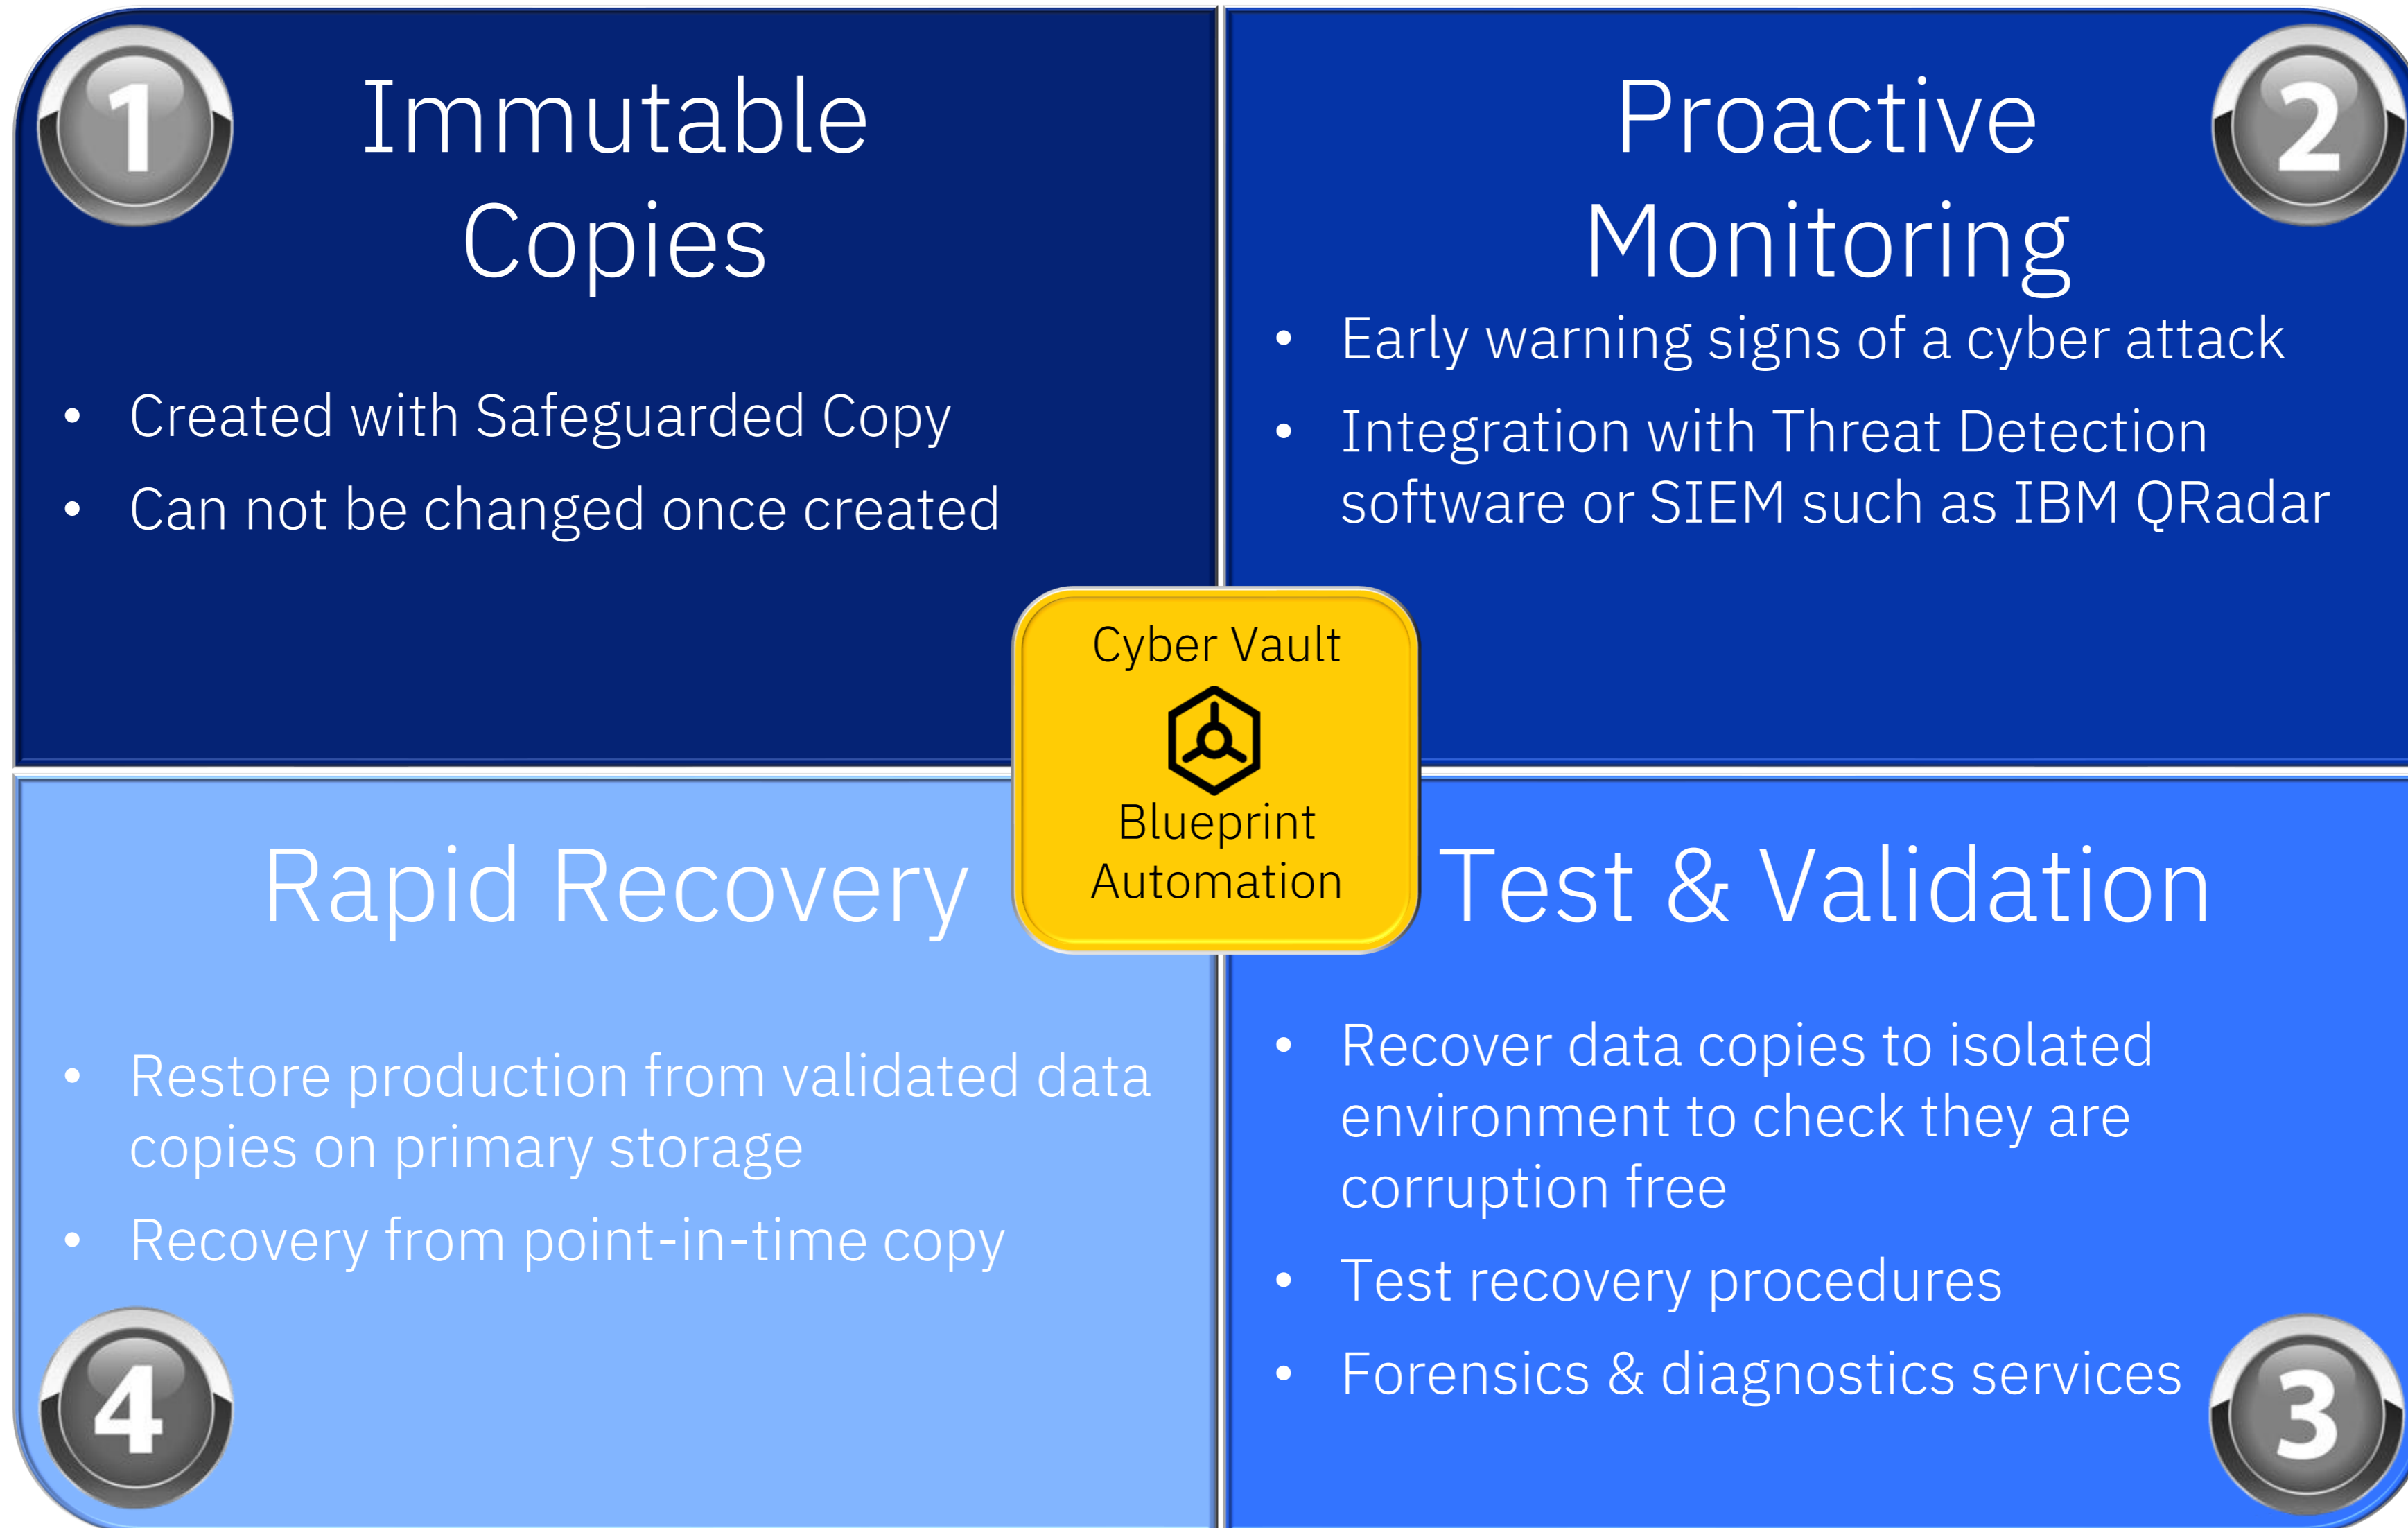 1
Immutable
Copies
• Created with Safeguarded Copy
• Can not be changed once created
2
Proactive
Monitoring
• Early warning signs of a cyber attack
• Integration with Threat Detection
software or SIEM such as IBM QRadar
Cyber Vault
Blueprint
Automation
Test & Validation
• Recover data copies to isolated
environment to check they are
corruption free
• Test recovery procedures
• Forensics & diagnostics services
3
Rapid Recovery
• Restore production from validated data
copies on primary storage
• Recovery from point-in-time copy
4